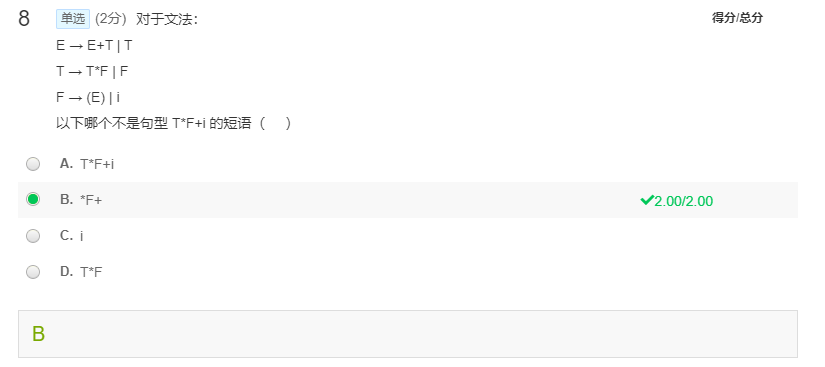 8 单选 (2分) 对于文法： 得分/总分
E → E+T | T
T → T*F | F
F → (E) | i
以下哪个不是句型 T*F+i 的短语（ ）
A. T*F+i
B. *F+ 2.00/2.00
C. i
D. T*F
B